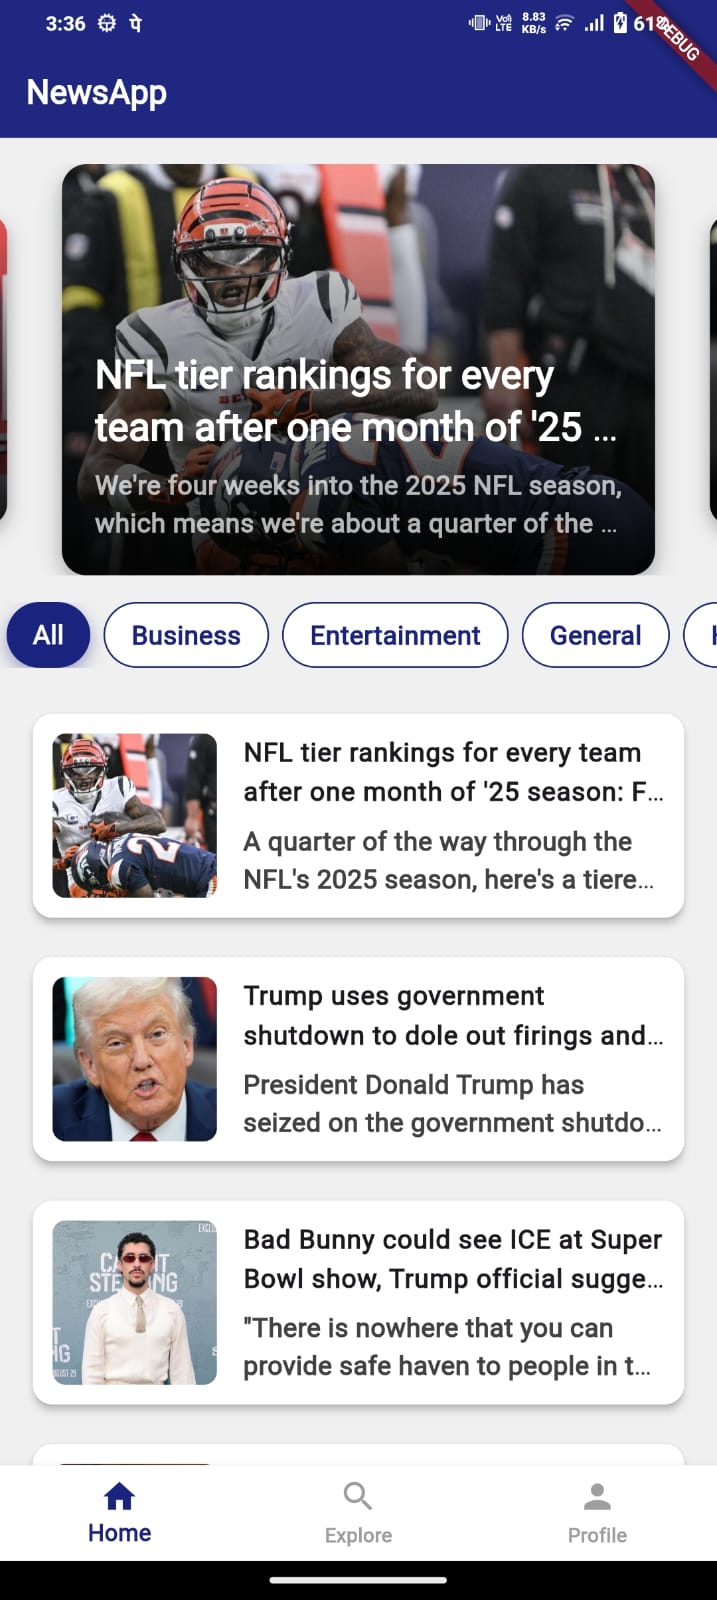 3:36 पे Vo) LTE 8.83 KB/s 61%
DEBUG
NewsApp
NFL tier rankings for every
team after one month of '25 ...
We're four weeks into the 2025 NFL season,
which means we're about a quarter of the ...
All Business Entertainment General
NFL tier rankings for every team
after one month of '25 season: F...
A quarter of the way through the
NFL's 2025 season, here's a tiere...
Trump uses government
shutdown to dole out firings and...
President Donald Trump has
seized on the government shutdo...
Bad Bunny could see ICE at Super
Bowl show, Trump official sugge...
"There is nowhere that you can
provide safe haven to people in t...
Home Explore Profile